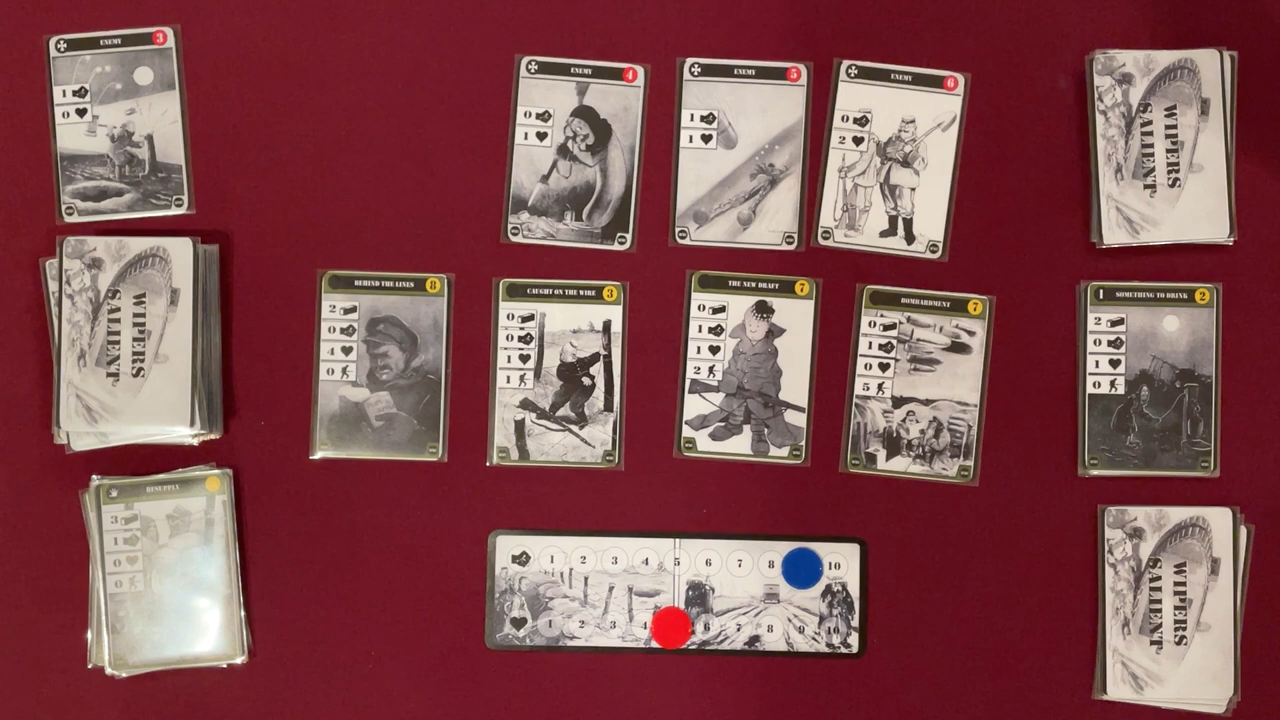 ENEMY 3
1
0
ENEMY 4
0
1
ENEMY 5
1
1
ENEMY 6
0
2
WIPERS
SALIENT
WIPERS
SALIENT
BEHIND THE LINES 8
2
0
4
0
CAUGHT ON THE WIRE 3
0
0
1
1
THE NEW DRAFT 7
0
1
1
2
BOMBARDMENT 7
0
1
0
5
1 SOMETHING TO DRINK 2
2
0
1
0
RESUPPLY
3
1
0
0
1 2 3 4 5 6 7 8 10
1 2 3 4 6 7 8 9 10
WIPERS
SALIENT